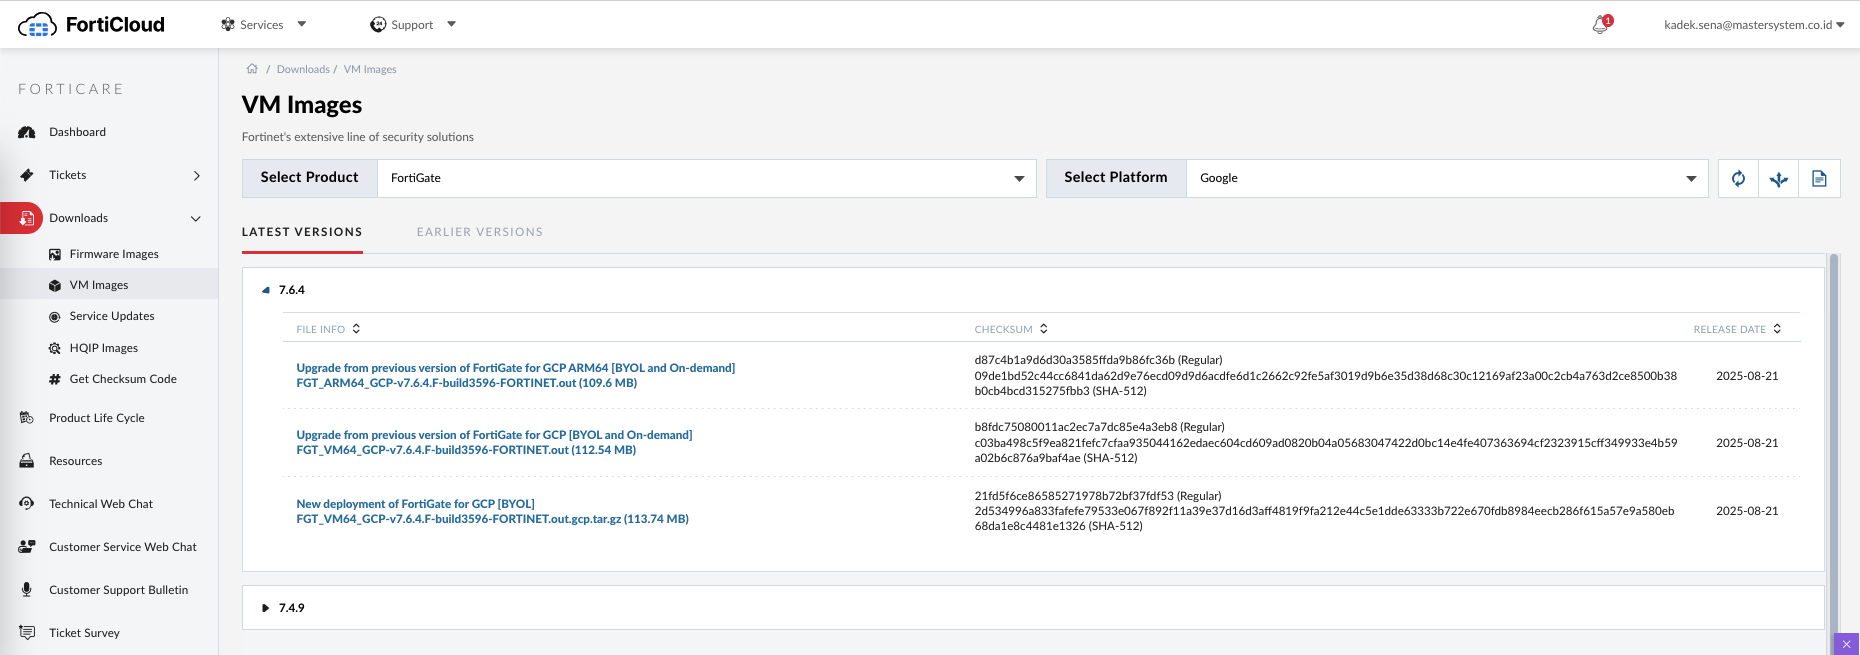 FortiCloud
Services
Support
1
kadek.sena@mastersystem.co.id
FORTICARE
Dashboard
Tickets
Downloads
Firmware Images
VM Images
Service Updates
HQIP Images
Get Checksum Code
Product Life Cycle
Resources
Technical Web Chat
Customer Service Web Chat
Customer Support Bulletin
Ticket Survey
/ Downloads / VM Images
VM Images
Fortinet's extensive line of security solutions
Select Product FortiGate
Select Platform Google
LATEST VERSIONS EARLIER VERSIONS
7.6.4
FILE INFO CHECKSUM RELEASE DATE
Upgrade from previous version of FortiGate for GCP ARM64 [BYOL and On-demand]
FGT_ARM64_GCP-v7.6.4.F-build3596-FORTINET.out (109.6 MB)
d87c4b1a9d6d30a3585ffda9b86fc36b (Regular)
09de1bd52c44cc6841da62d9e76ecd09d9d6acdfe6d1c2662c92fe5af3019d9b6e35d38d68c30c12169af23a00c2cb4a763d2ce8500b38
b0cb4bcd315275fbb3 (SHA-512)
2025-08-21
Upgrade from previous version of FortiGate for GCP [BYOL and On-demand]
FGT_VM64_GCP-v7.6.4.F-build3596-FORTINET.out (112.54 MB)
b8fdc75080011ac2ec7a7dc85e4a3eb8 (Regular)
c03ba498c5f9ea821fefc7cfaa935044162edaec604cd609ad0820b04a05683047422d0bc14e4fe407363694cf2323915cff349933e4b59
a02b6c876a9baf4ae (SHA-512)
2025-08-21
New deployment of FortiGate for GCP [BYOL]
FGT_VM64_GCP-v7.6.4.F-build3596-FORTINET.out.gcp.tar.gz (113.74 MB)
21fd5f6ce86585271978b72bf37fdf53 (Regular)
2d534996a833fafefe79533e067f892f11a39e37d16d3aff4819f9fa212e44c5e1dde63333b722e670fdb8984eecb286f615a57e9a580eb
68da1e8c4481e1326 (SHA-512)
2025-08-21
7.4.9